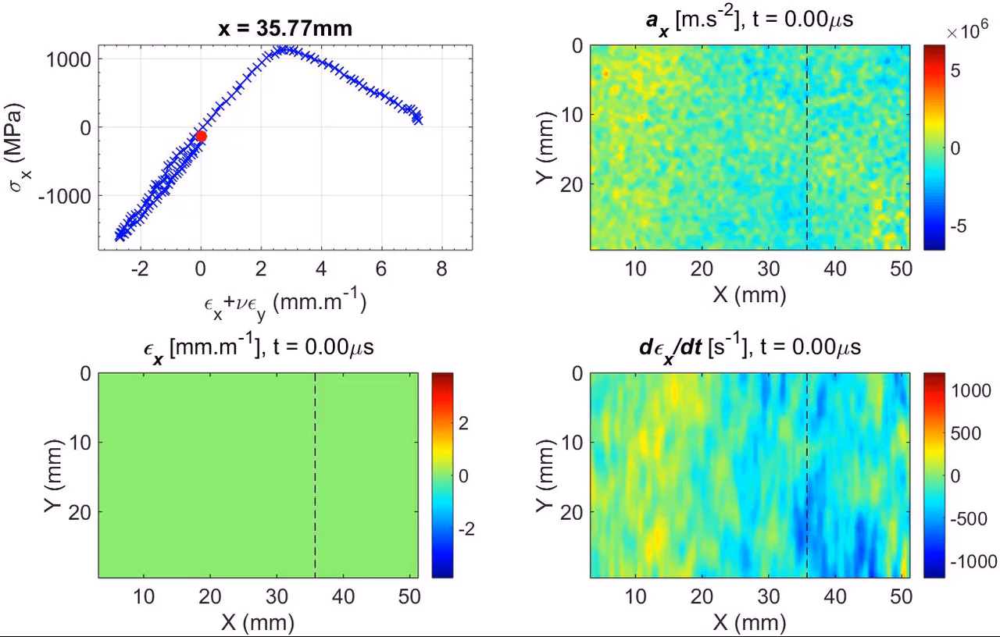 x = 35.77mm
1000
0
-1000
σx (MPa)
-2 0 2 4 6 8
ϵx+νϵy (mm.m-1)
ax [m.s-2], t = 0.00μs
×10^6
0
10
20
Y (mm)
10 20 30 40 50
X (mm)
5
0
-5
ϵx [mm.m-1], t = 0.00μs
0
10
20
Y (mm)
10 20 30 40 50
X (mm)
2
0
-2
dϵx/dt [s-1], t = 0.00μs
0
10
20
Y (mm)
10 20 30 40 50
X (mm)
1000
500
0
-500
-1000